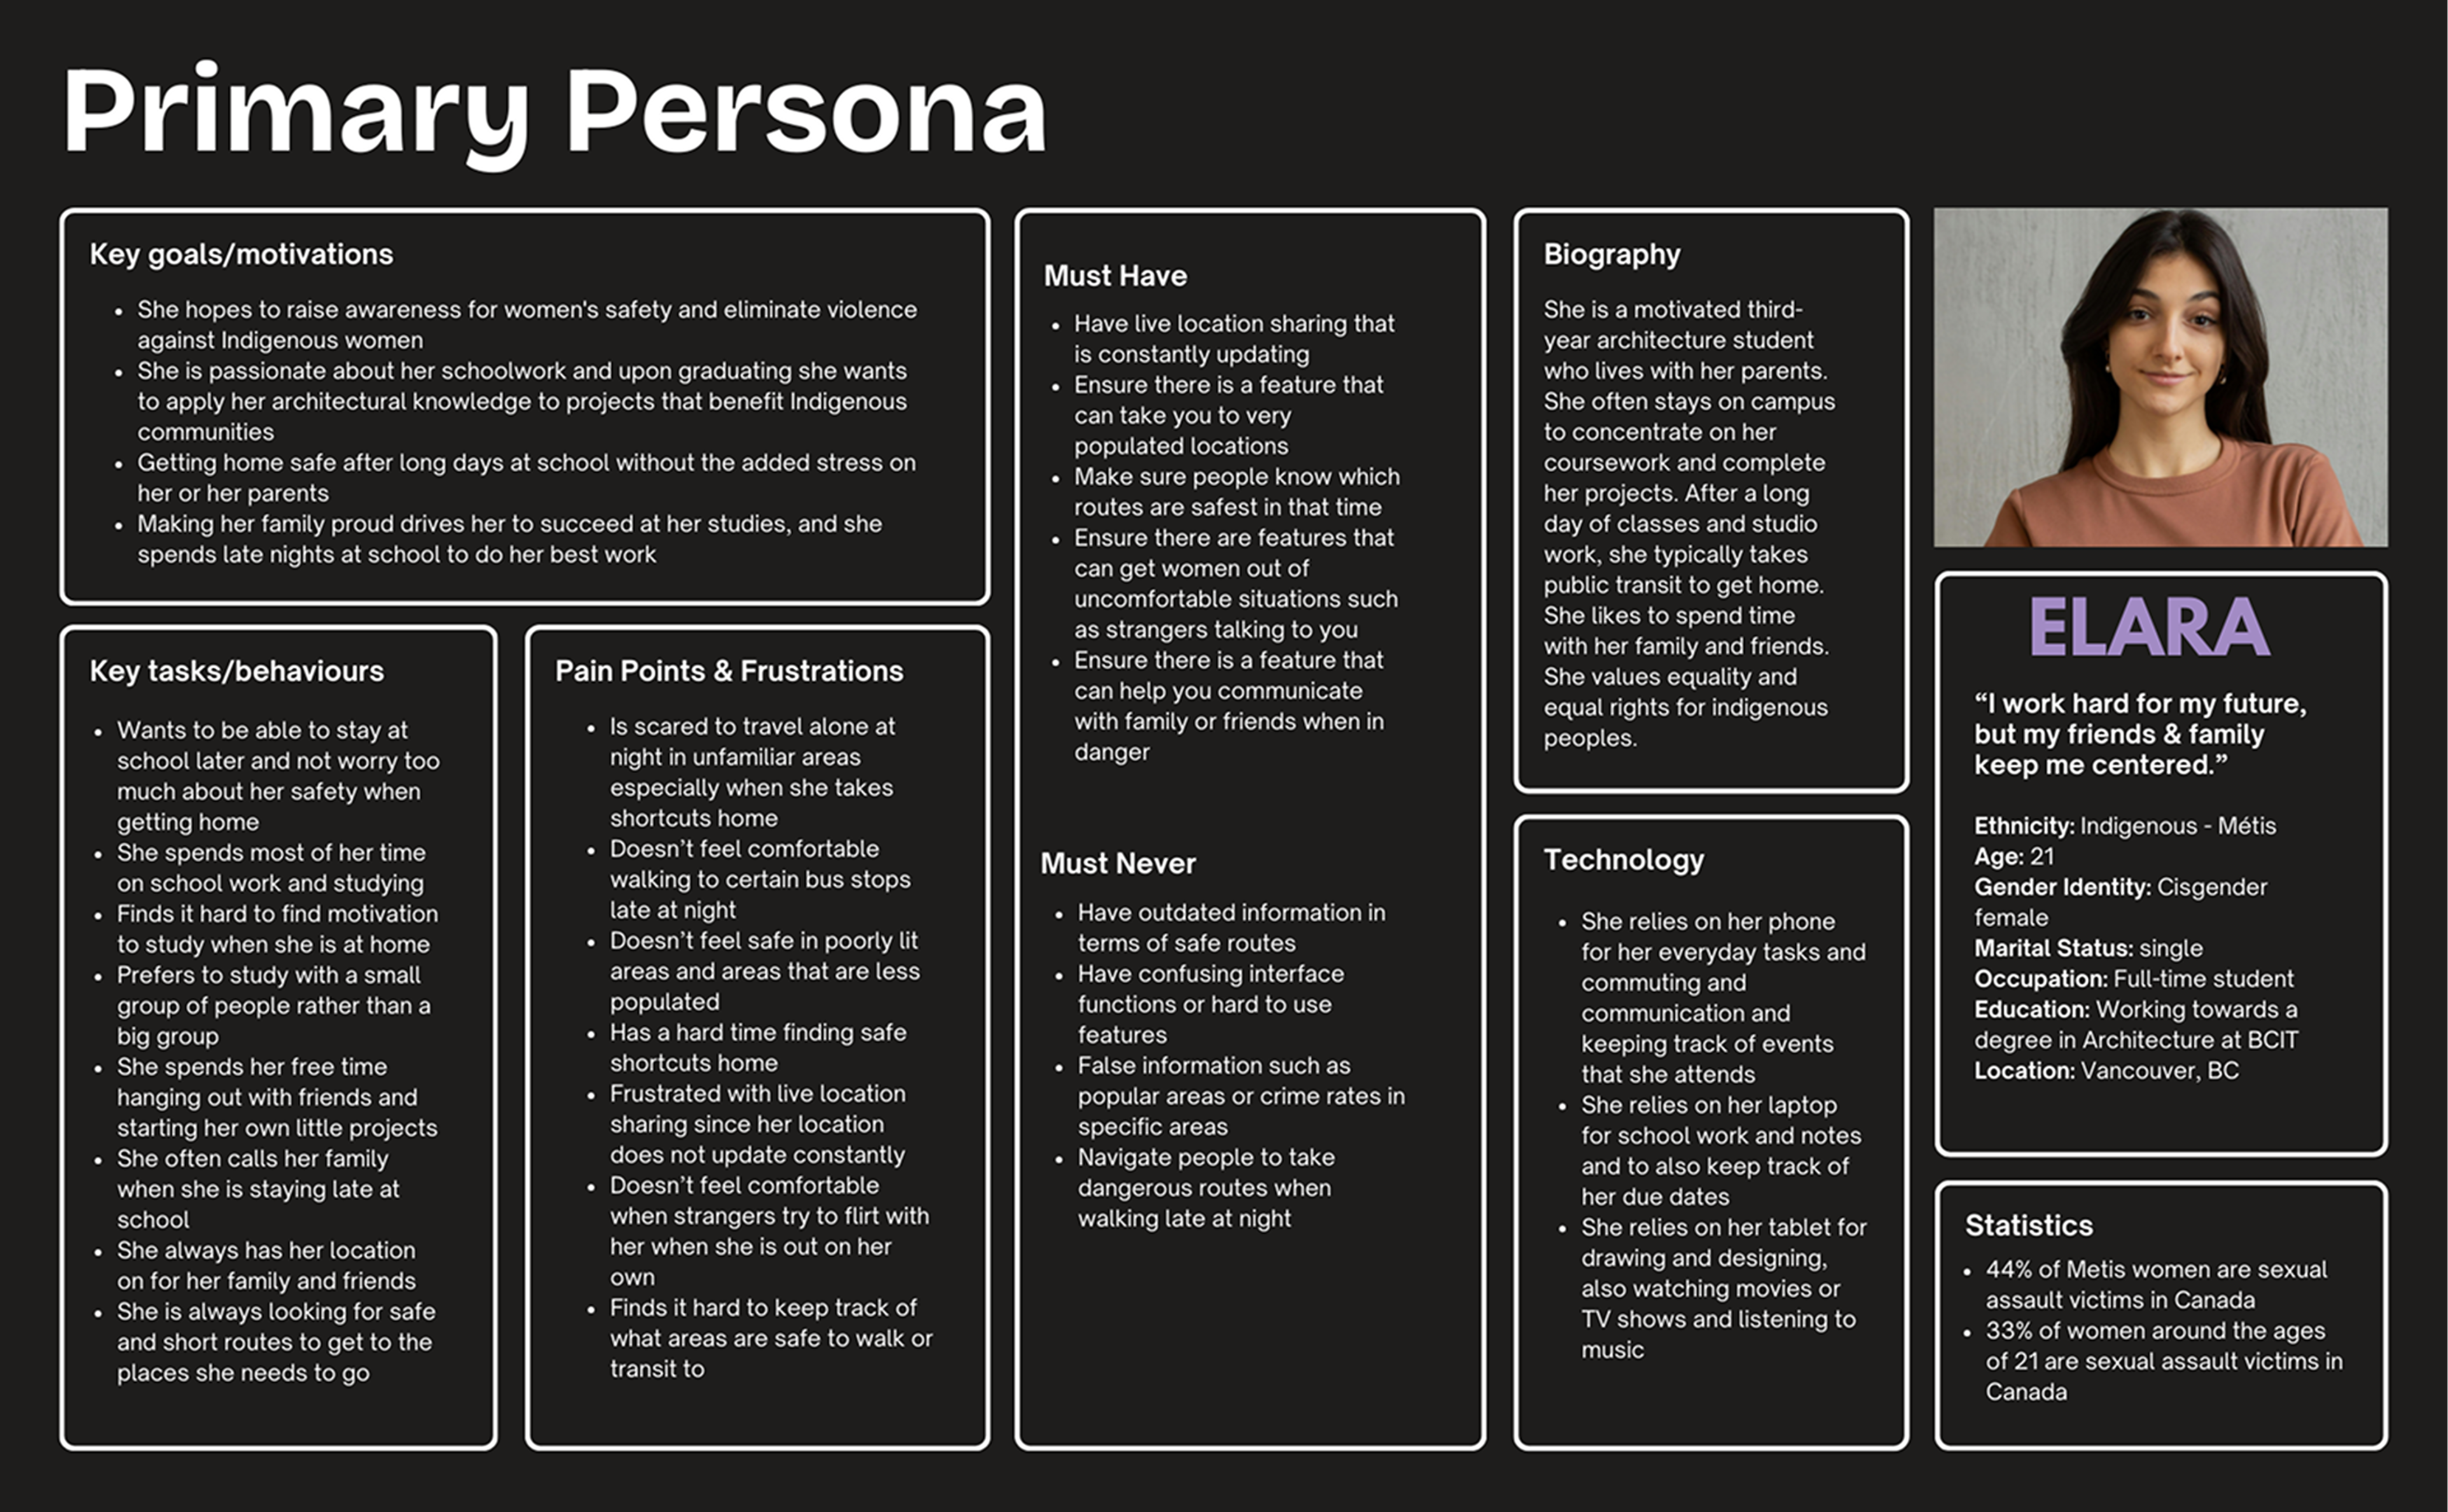 Primary Persona
Key goals/motivations
• She hopes to raise awareness for women's safety and eliminate violence
against Indigenous women
• She is passionate about her schoolwork and upon graduating she wants
to apply her architectural knowledge to projects that benefit Indigenous
communities
• Getting home safe after long days at school without the added stress on
her or her parents
• Making her family proud drives her to succeed at her studies, and she
spends late nights at school to do her best work
Key tasks/behaviours
• Wants to be able to stay at
school later and not worry too
much about her safety when
getting home
• She spends most of her time
on school work and studying
• Finds it hard to find motivation
to study when she is at home
• Prefers to study with a small
group of people rather than a
big group
• She spends her free time
hanging out with friends and
starting her own little projects
• She often calls her family
when she is staying late at
school
• She always has her location
on for her family and friends
• She is always looking for safe
and short routes to get to the
places she needs to go
Pain Points & Frustrations
• Is scared to travel alone at
night in unfamiliar areas
especially when she takes
shortcuts home
• Doesn't feel comfortable
walking to certain bus stops
late at night
• Doesn't feel safe in poorly lit
areas and areas that are less
populated
• Has a hard time finding safe
shortcuts home
• Frustrated with live location
sharing since her location
does not update constantly
• Doesn't feel comfortable
when strangers try to flirt with
her when she is out on her
own
• Finds it hard to keep track of
what areas are safe to walk or
transit to
Must Have
• Have live location sharing that
is constantly updating
• Ensure there is a feature that
can take you to very
populated locations
• Make sure people know which
routes are safest in that time
• Ensure there are features that
can get women out of
uncomfortable situations such
as strangers talking to you
• Ensure there is a feature that
can help you communicate
with family or friends when in
danger
Must Never
• Have outdated information in
terms of safe routes
• Have confusing interface
functions or hard to use
features
• False information such as
popular areas or crime rates in
specific areas
• Navigate people to take
dangerous routes when
walking late at night
Biography
She is a motivated third-
year architecture student
who lives with her parents.
She often stays on campus
to concentrate on her
coursework and complete
her projects. After a long
day of classes and studio
work, she typically takes
public transit to get home.
She likes to spend time
with her family and friends.
She values equality and
equal rights for indigenous
peoples.
Technology
• She relies on her phone
for her everyday tasks and
commuting and
communication and
keeping track of events
that she attends
• She relies on her laptop
for school work and notes
and to also keep track of
her due dates
• She relies on her tablet for
drawing and designing,
also watching movies or
TV shows and listening to
music
ELARA
“I work hard for my future,
but my friends & family
keep me centered.”
Ethnicity: Indigenous - Métis
Age: 21
Gender Identity: Cisgender
female
Marital Status: single
Occupation: Full-time student
Education: Working towards a
degree in Architecture at BCIT
Location: Vancouver, BC
Statistics
• 44% of Metis women are sexual
assault victims in Canada
• 33% of women around the ages
of 21 are sexual assault victims in
Canada